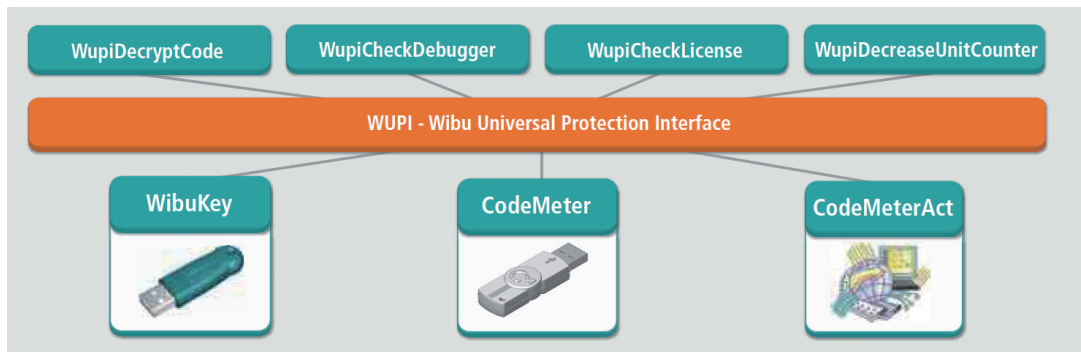 WupiDecryptCode
WupiCheckDebugger
WupiCheckLicense
WupiDecreaseUnitCounter
WUPI - Wibu Universal Protection Interface
WibuKey
CodeMeter
CodeMeterAct